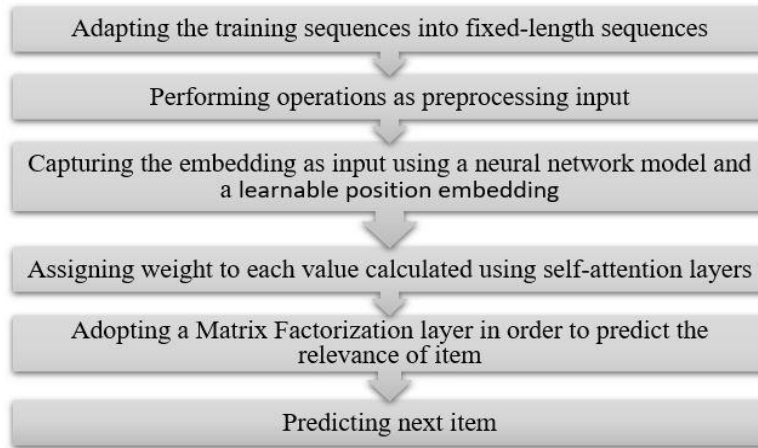 Adapting the training sequences into fixed-length sequences
Performing operations as preprocessing input
Capturing the embedding as input using a neural network model and
a learnable position embedding
Assigning weight to each value calculated using self-attention layers
Adopting a Matrix Factorization layer in order to predict the
relevance of item
Predicting next item